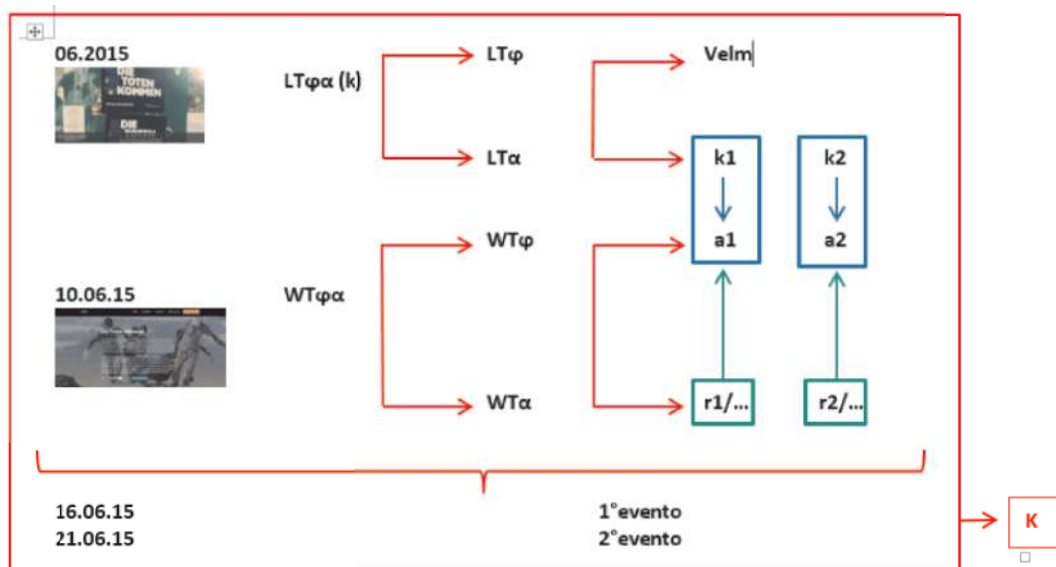 06.2015
DIE
TOTEN
KOMMEN
DIE
LTφα (k)
LTφ
Velm
LTα
k1
k2
WTφ
a1
a2
10.06.15
WTφα
WTα
r1/...
r2/...
16.06.15
1°evento
21.06.15
2°evento
K